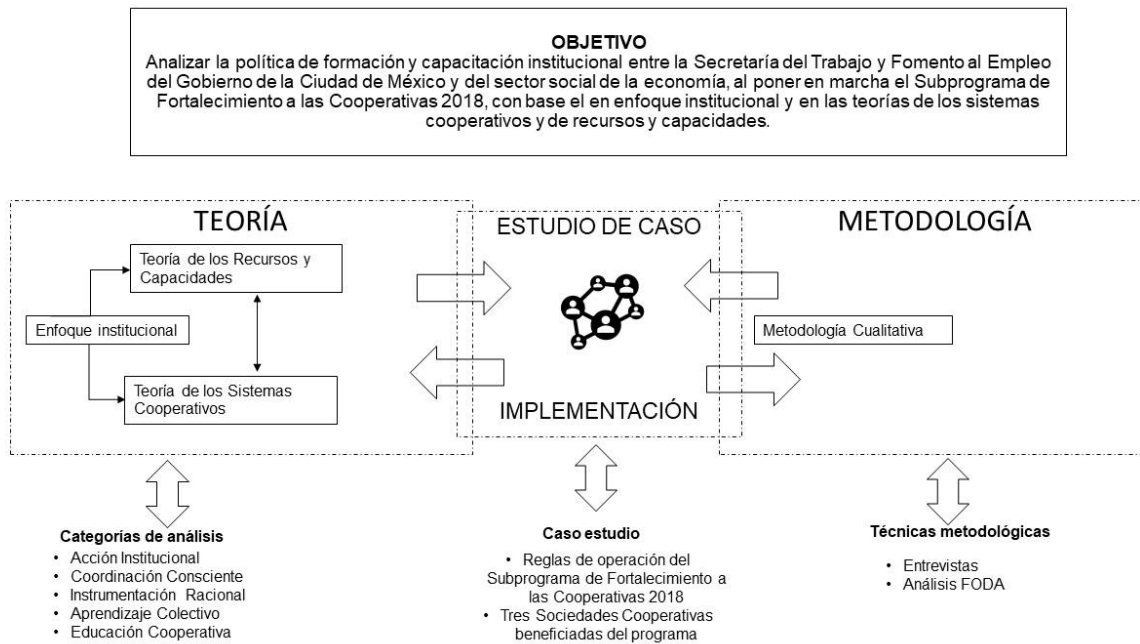 OBJETIVO
Analizar la política de formación y capacitación institucional entre la Secretaría del Trabajo y Fomento al Empleo
del Gobierno de la Ciudad de México y del sector social de la economía, al poner en marcha el Subprograma de
Fortalecimiento a las Cooperativas 2018, con base el en enfoque institucional y en las teorías de los sistemas
cooperativos y de recursos y capacidades.
TEORÍA
Teoría de los Recursos y
Capacidades
Enfoque institucional
Teoría de los Sistemas
Cooperativos
ESTUDIO DE CASO
IMPLEMENTACIÓN
METODOLOGÍA
Metodología Cualitativa
Categorías de análisis
• Acción Institucional
• Coordinación Consciente
• Instrumentación Racional
• Aprendizaje Colectivo
• Educación Cooperativa
Caso estudio
• Reglas de operación del
Subprograma de Fortalecimiento a
las Cooperativas 2018
• Tres Sociedades Cooperativas
beneficiadas del programa
Técnicas metodológicas
• Entrevistas
• Análisis FODA